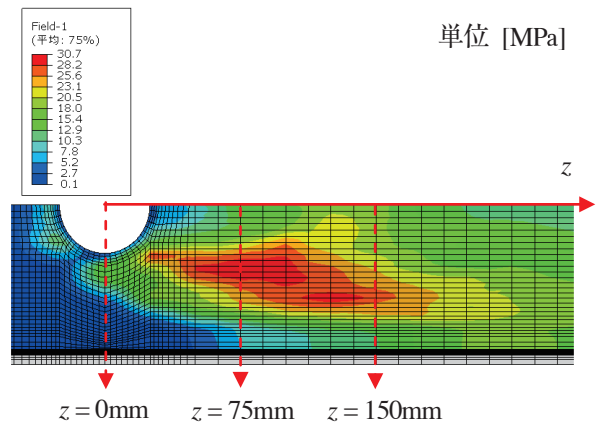 Field-1
(平均: 75%)
30.7
28.2
25.6
23.1
20.5
18.0
15.4
12.9
10.3
7.8
5.2
2.7
0.1
単位 [MPa]
z
z = 0mm
z = 75mm
z = 150mm